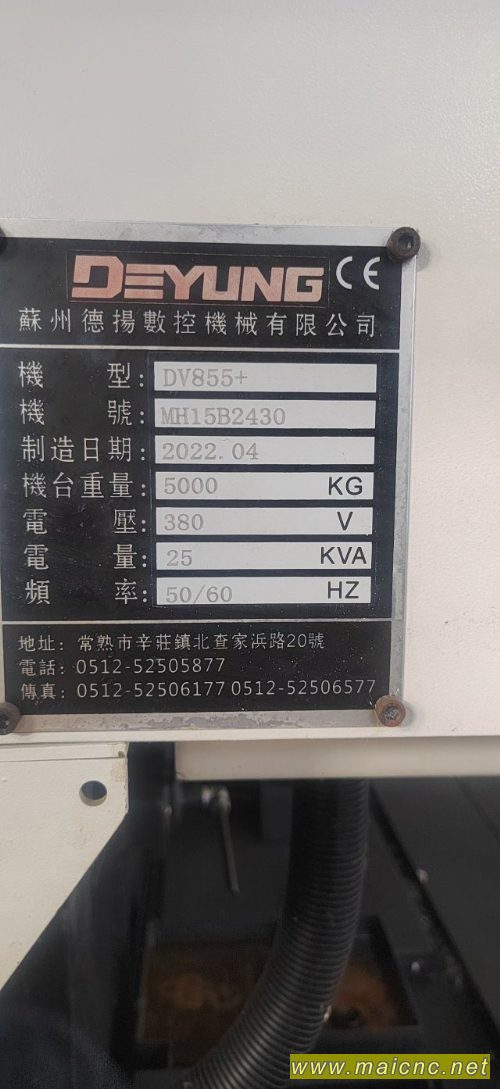 DEYUNG CE
蘇州德揚數控機械有限公司
機 型: DV855+
機 號: MH15B2430
制造日期: 2022.04
機台重量: 5000 KG
電 壓: 380 V
電 量: 25 KVA
頻 率: 50/60 HZ
地址: 常熟市辛莊鎮北查家浜路20號
電話: 0512-52505877
傳真: 0512-52506177 0512-52506577
www.maicnc.net